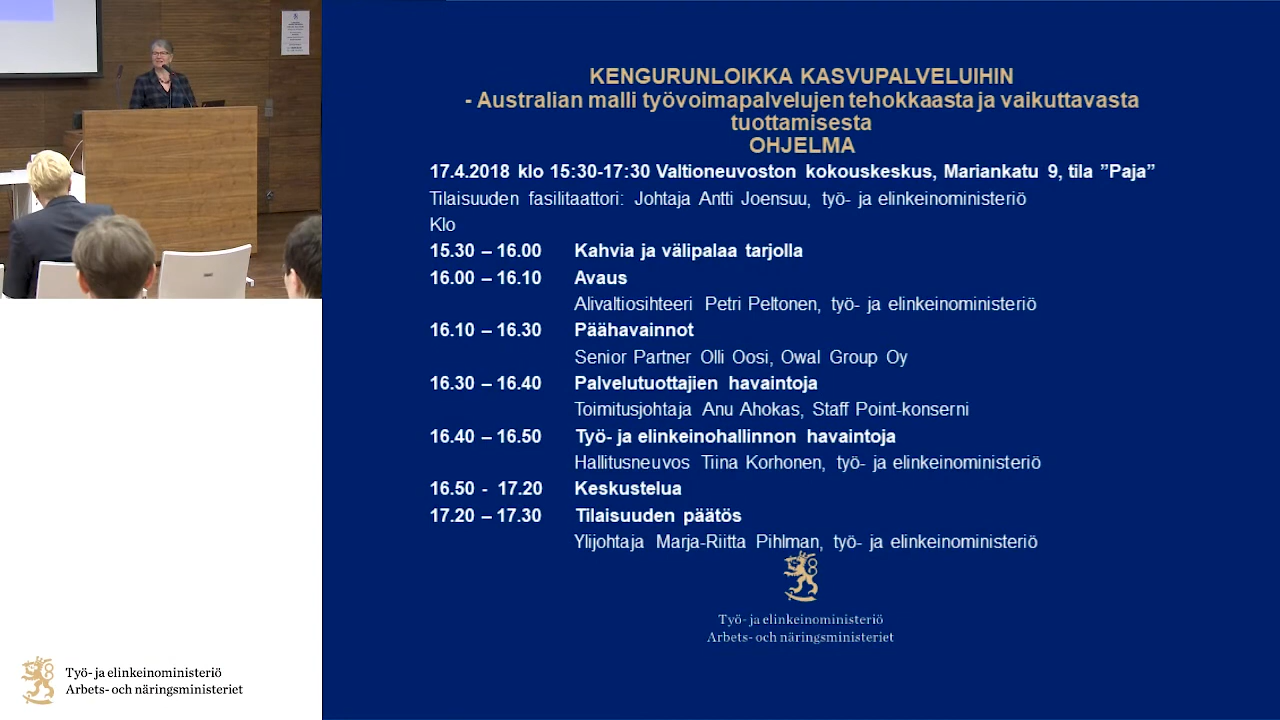 KENGURUNLOIKKA KASVUPALVELUIHIN
- Australian malli työvoimapalvelujen tehokkaasta ja vaikuttavasta
tuottamisesta
OHJELMA
17.4.2018 klo 15:30-17:30 Valtioneuvoston kokouskeskus, Mariankatu 9, tila ”Paja”
Tilaisuuden fasilitaattori: Johtaja Antti Joensuu, työ- ja elinkeinoministeriö
Klo
15.30 – 16.00 Kahvia ja välipalaa tarjolla
16.00 – 16.10 Avaus
Alivaltiosihteeri Petri Peltonen, työ- ja elinkeinoministeriö
16.10 – 16.30 Päähavainnot
Senior Partner Olli Oosi, Owal Group Oy
16.30 – 16.40 Palvelutuottajien havaintoja
Toimitusjohtaja Anu Ahokas, Staff Point-konserni
16.40 – 16.50 Työ- ja elinkeinohallinnon havaintoja
Hallitusneuvos Tiina Korhonen, työ- ja elinkeinoministeriö
16.50 - 17.20 Keskustelua
17.20 – 17.30 Tilaisuuden päätös
Ylijohtaja Marja-Riitta Pihlman, työ- ja elinkeinoministeriö
Työ- ja elinkeinoministeriö
Arbets- och näringsministeriet
Työ- ja elinkeinoministeriö
Arbets- och näringsministeriet